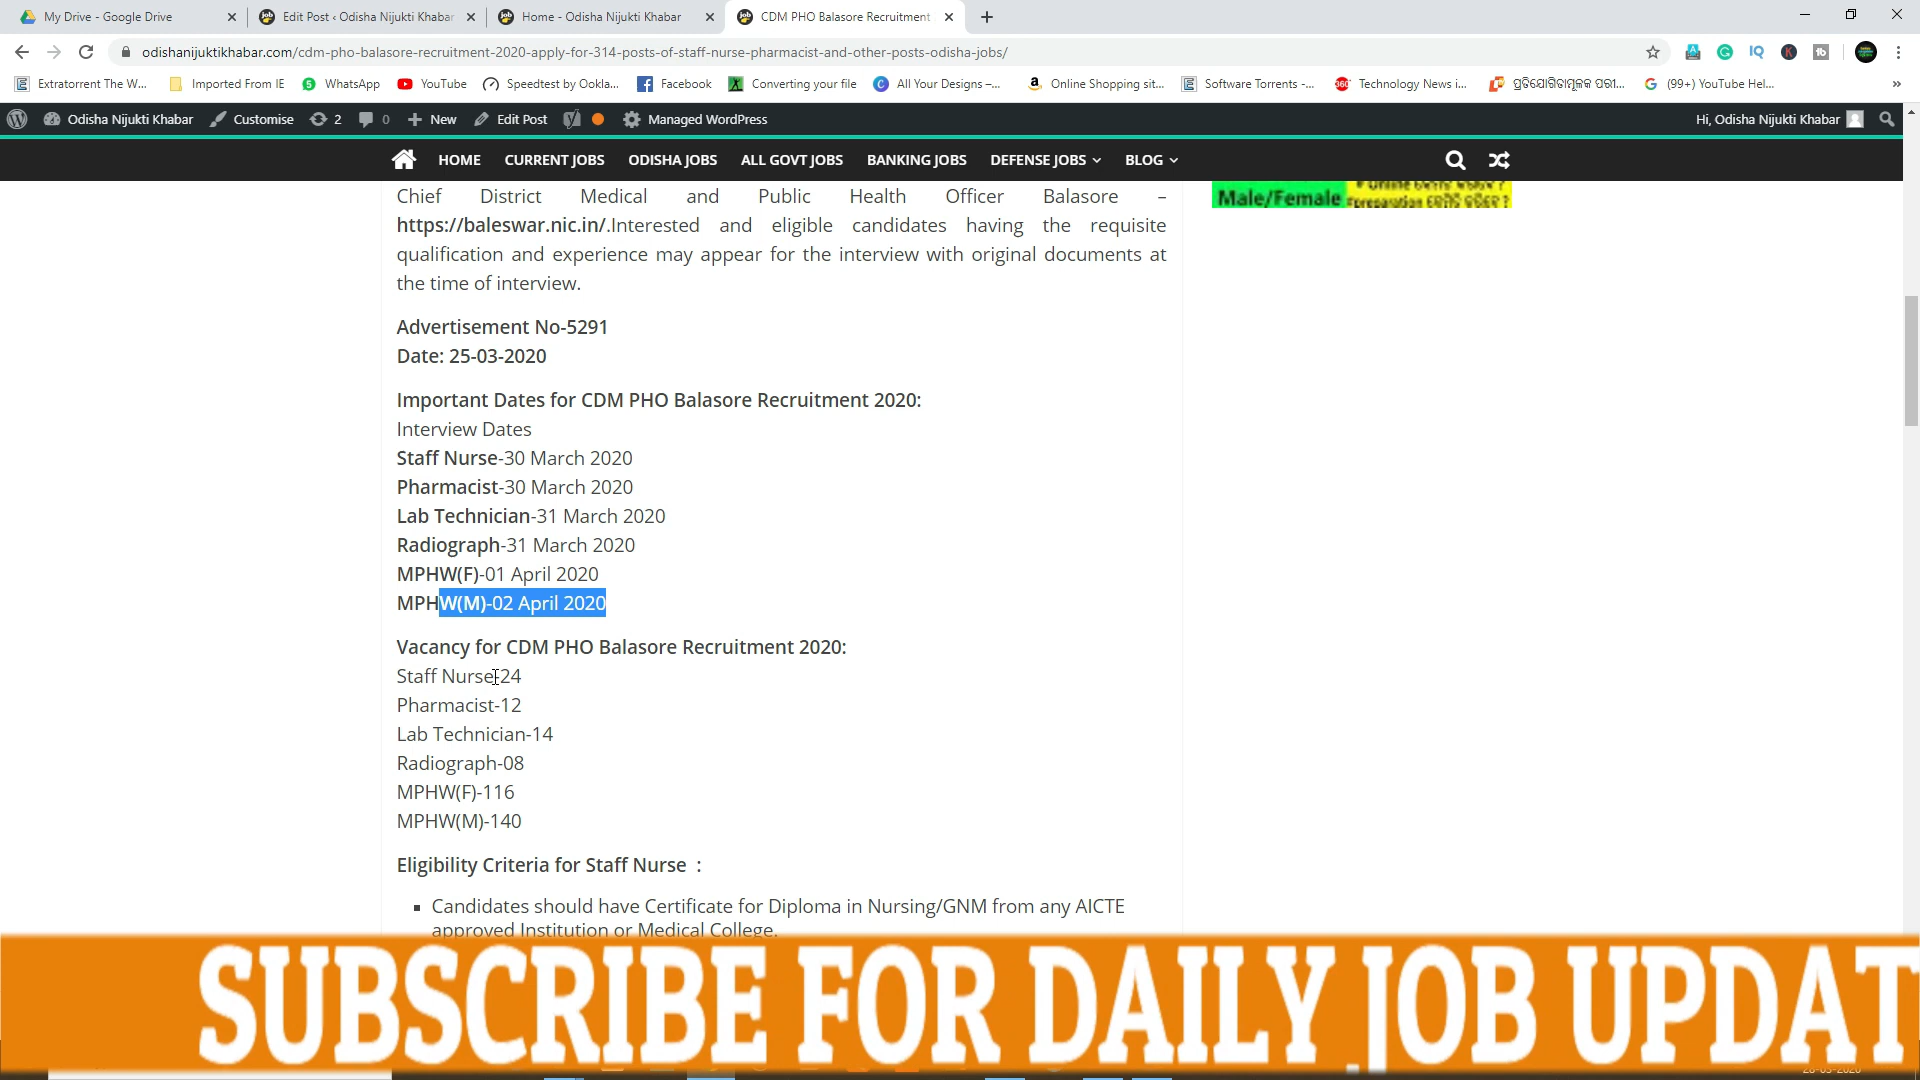 My Drive - Google Drive
Edit Post ‹ Odisha Nijukti Khabar
Home - Odisha Nijukti Khabar
CDM PHO Balasore Recruitment
odishanijuktikhabar.com/cdm-pho-balasore-recruitment-2020-apply-for-314-posts-of-staff-nurse-pharmacist-and-other-posts-odisha-jobs/
Extratorrent The W... Imported From IE WhatsApp YouTube Speedtest by Ookla... Facebook Converting your file All Your Designs –... Online Shopping sit... Software Torrents -... Technology News i... ପ୍ରତିଯୋଗିତାମୂଳକ ପରୀ... (99+) YouTube Hel... »
Odisha Nijukti Khabar Customise 2 0 New Edit Post Managed WordPress Hi, Odisha Nijukti Khabar
HOME CURRENT JOBS ODISHA JOBS ALL GOVT JOBS BANKING JOBS DEFENSE JOBS BLOG
Chief District Medical and Public Health Officer Balasore –
https://baleswar.nic.in/.Interested and eligible candidates having the requisite
qualification and experience may appear for the interview with original documents at
the time of interview.
Male/Female
Advertisement No-5291
Date: 25-03-2020
Important Dates for CDM PHO Balasore Recruitment 2020:
Interview Dates
Staff Nurse-30 March 2020
Pharmacist-30 March 2020
Lab Technician-31 March 2020
Radiograph-31 March 2020
MPHW(F)-01 April 2020
MPHW(M)-02 April 2020
Vacancy for CDM PHO Balasore Recruitment 2020:
Staff Nurse-24
Pharmacist-12
Lab Technician-14
Radiograph-08
MPHW(F)-116
MPHW(M)-140
Eligibility Criteria for Staff Nurse :
▪ Candidates should have Certificate for Diploma in Nursing/GNM from any AICTE
approved Institution or Medical College.
SUBSCRIBE FOR DAILY JOB UPDAT